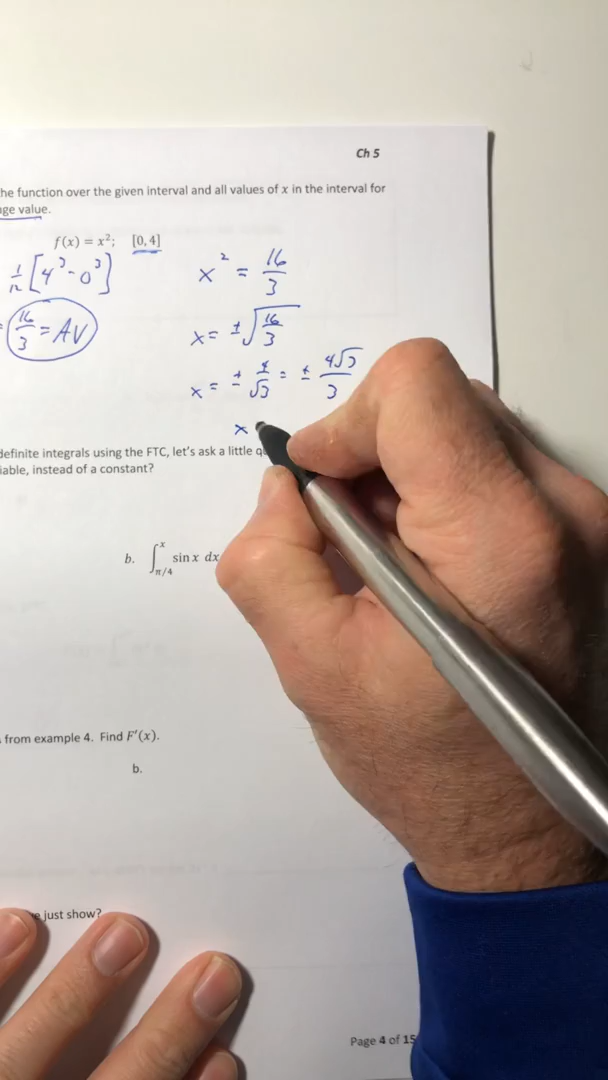 Ch 5
he function over the given interval and all values of x in the interval for
ge value.
f(x) = x²; [0,4]
1/12 [4³-0³]
= 16/3 = AV
x² = 16/3
x = ±√(16/3)
x = ± 4/√3 = ± 4√3/3
x
definite integrals using the FTC, let's ask a little q
iable, instead of a constant?
b. ∫_{π/4}^{x} sin x dx
from example 4. Find F′(x).
b.
e just show?
Page 4 of 15